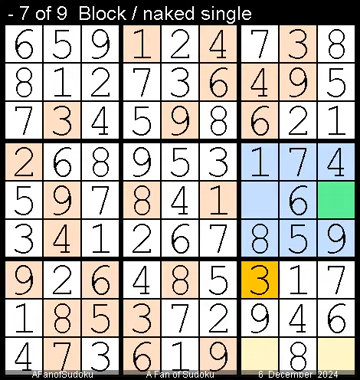 - 7 of 9 Block / naked single
6 5 9 1 2 4 7 3 8
8 1 2 7 3 6 4 9 5
7 3 4 5 9 8 6 2 1
2 6 8 9 5 3 1 7 4
5 9 7 8 4 1 6
3 4 1 2 6 7 8 5 9
9 2 6 4 8 5 3 1 7
1 8 5 3 7 2 9 4 6
4 7 3 6 1 9 8
AFanofSudoku A Fan of Sudoku 6 December 2024